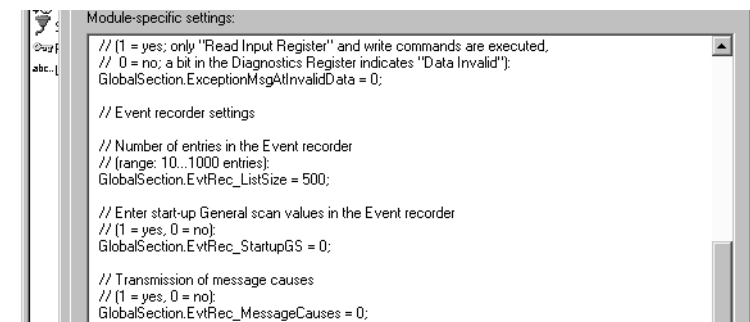 Module-specific settings:
// (1 = yes; only "Read Input Register" and write commands are executed,
//  0 = no; a bit in the Diagnostics Register indicates "Data Invalid"):
GlobalSection.ExceptionMsgAtInvalidData = 0;
// Event recorder settings
// Number of entries in the Event recorder
// (range: 10...1000 entries):
GlobalSection.EvtRec_ListSize = 500;
// Enter start-up General scan values in the Event recorder
// (1 = yes, 0 = no):
GlobalSection.EvtRec_StartupGS = 0;
// Transmission of message causes
// (1 = yes, 0 = no):
GlobalSection.EvtRec_MessageCauses = 0;
abc..